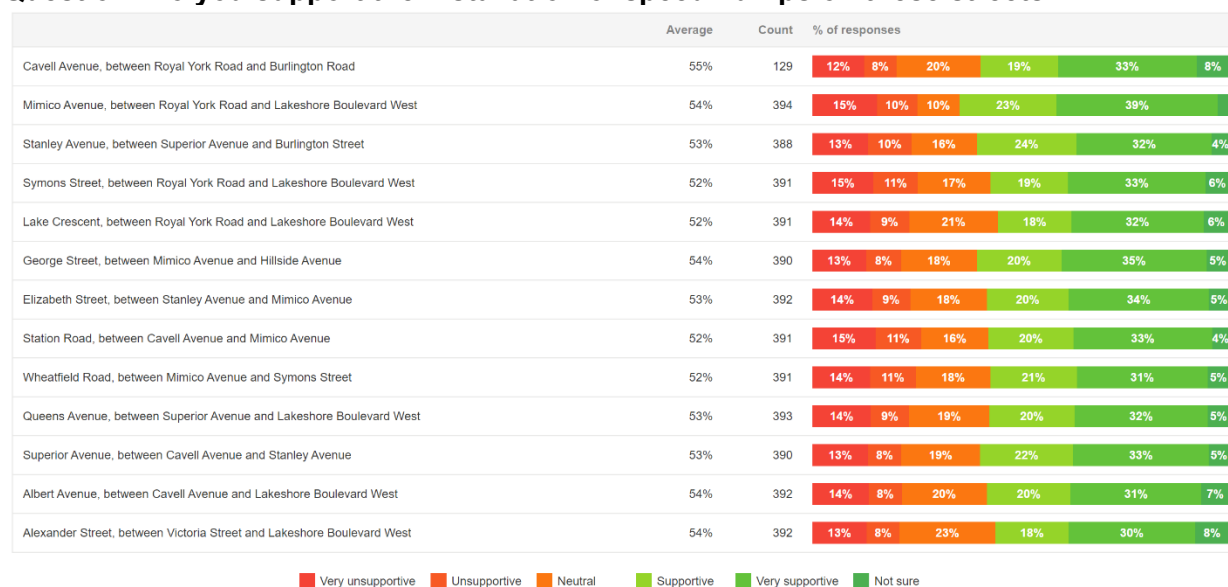 Average Count % of responses
Cavell Avenue, between Royal York Road and Burlington Road 55% 129 12% 8% 20% 19% 33% 8%
Mimico Avenue, between Royal York Road and Lakeshore Boulevard West 54% 394 15% 10% 10% 23% 39%
Stanley Avenue, between Superior Avenue and Burlington Street 53% 388 13% 10% 16% 24% 32% 4%
Symons Street, between Royal York Road and Lakeshore Boulevard West 52% 391 15% 11% 17% 19% 33% 6%
Lake Crescent, between Royal York Road and Lakeshore Boulevard West 52% 391 14% 9% 21% 18% 32% 6%
George Street, between Mimico Avenue and Hillside Avenue 54% 390 13% 8% 18% 20% 35% 5%
Elizabeth Street, between Stanley Avenue and Mimico Avenue 53% 392 14% 9% 18% 20% 34% 5%
Station Road, between Cavell Avenue and Mimico Avenue 52% 391 15% 11% 16% 20% 33% 4%
Wheatfield Road, between Mimico Avenue and Symons Street 52% 391 14% 11% 18% 21% 31% 5%
Queens Avenue, between Superior Avenue and Lakeshore Boulevard West 53% 393 14% 9% 19% 20% 32% 5%
Superior Avenue, between Cavell Avenue and Stanley Avenue 53% 390 13% 8% 19% 22% 33% 5%
Albert Avenue, between Cavell Avenue and Lakeshore Boulevard West 54% 392 14% 8% 20% 20% 31% 7%
Alexander Street, between Victoria Street and Lakeshore Boulevard West 54% 392 13% 8% 23% 18% 30% 8%
Very unsupportive Unsupportive Neutral Supportive Very supportive Not sure